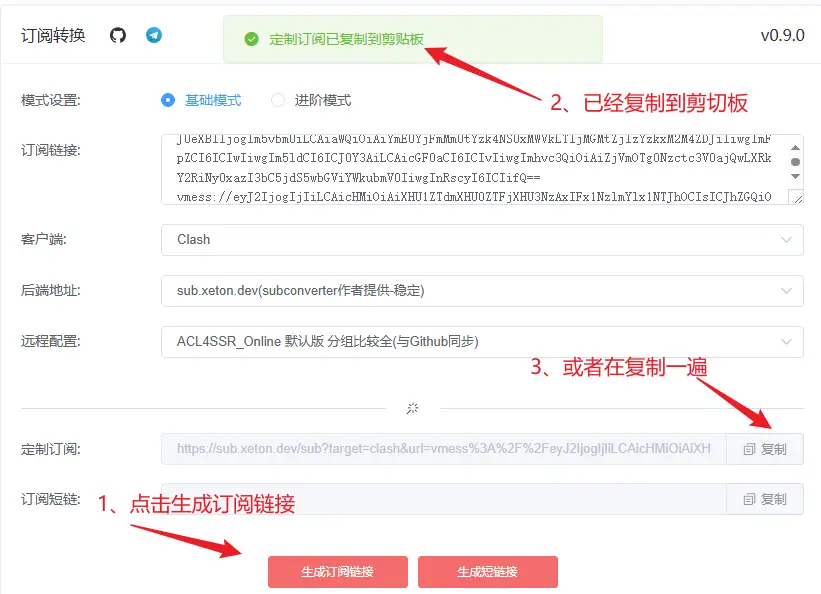 订阅转换
定制订阅已复制到剪贴板
v0.9.0
2、已经复制到剪切板
模式设置:
基础模式
进阶模式
订阅链接:
Y2RiNy0xazI3bC5jdS5wbGViYWkubmV0IiwgInRscyI6ICIifQ==
客户端:
Clash
后端地址:
sub.xeton.dev(subconverter作者提供-稳定)
远程配置:
ACL4SSR_Online 默认版 分组比较全(与Github同步)
3、或者在复制一遍
定制订阅:
https://sub.xeton.dev/sub?target=clash&url=vmess%3A%2F%2FeyJ2IjogIjIiLCAicHMiOiAiXH
复制
订阅短链:
1、点击生成订阅链接
复制
生成订阅链接
生成短链接